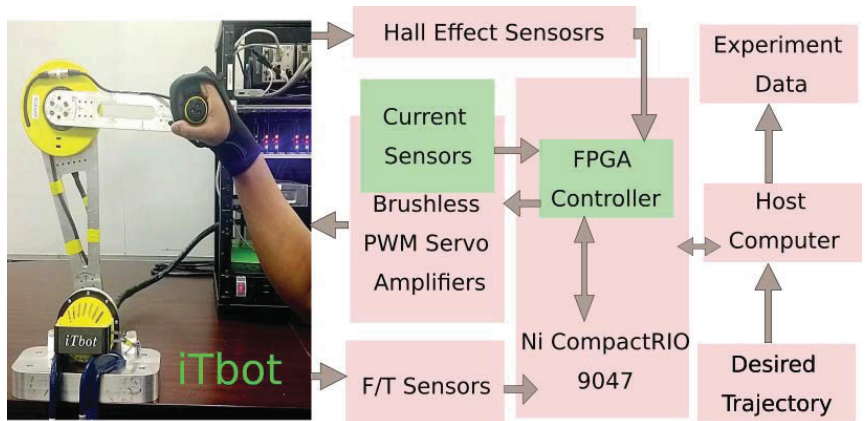 Hall Effect Sensosrs
Current
Sensors
Brushless
PWM Servo
Amplifiers
FPGA
Controller
Ni CompactRIO
9047
F/T Sensors
Experiment
Data
Host
Computer
Desired
Trajectory
iTbot
iTbot